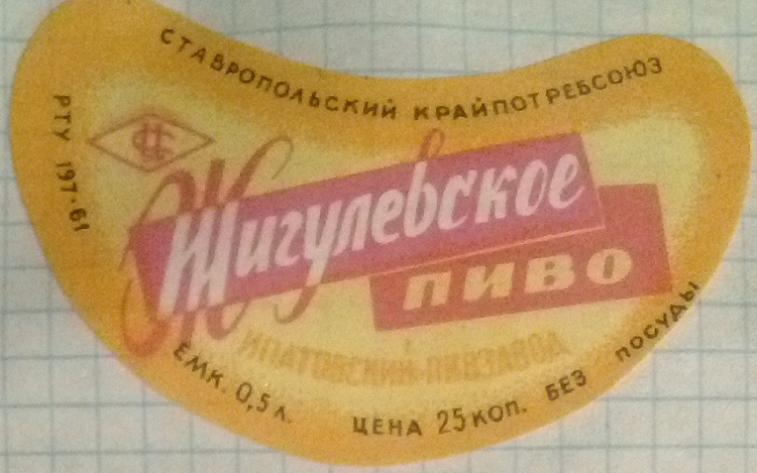 СТАВРОПОЛЬСКИЙ КРАЙПОТРЕБСОЮЗ
РТУ 197-61
Жигулевское
пиво
ИПАТОВСКИЙ ПИВЗАВОД
ЕМК. 0,5 л.
ЦЕНА 25 КОП. БЕЗ ПОСУДЫ